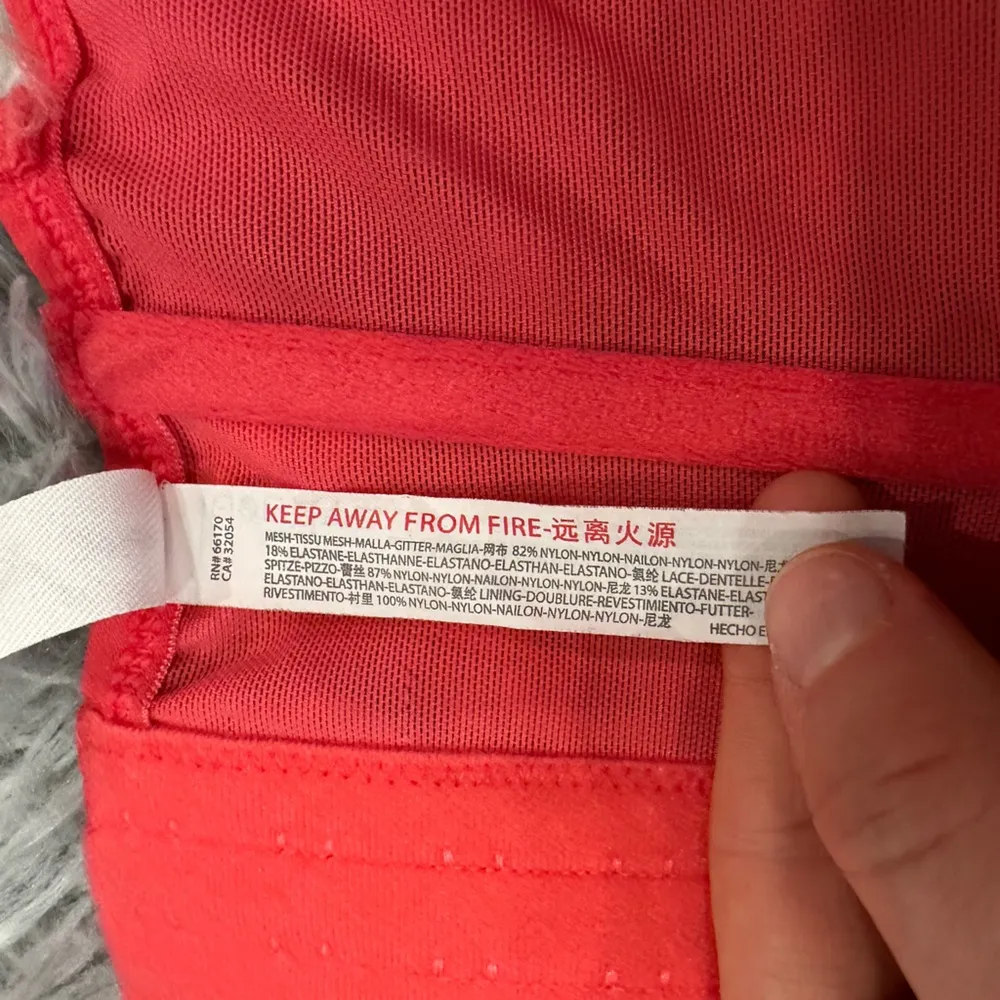 RN# 66170
CA# 32054
KEEP AWAY FROM FIRE-远离火源
MESH-TISSU MESH-MALLA-GITTER-MAGLIA-网布 82% NYLON-NYLON-NAILON-NYLON-NYLON-尼龙
18% ELASTANE-ELASTHANNE-ELASTANO-ELASTHAN-ELASTANO-氨纶 LACE-DENTELLE-
SPITZE-PIZZO-蕾丝 87% NYLON-NYLON-NAILON-NYLON-NYLON-尼龙 13% ELASTANE-
ELASTANO-ELASTHAN-ELASTANO-氨纶 LINING-DOUBLURE-REVESTIMIENTO-FUTTER-
RIVESTIMENTO-衬里 100% NYLON-NYLON-NAILON-NYLON-NYLON-尼龙
HECHO